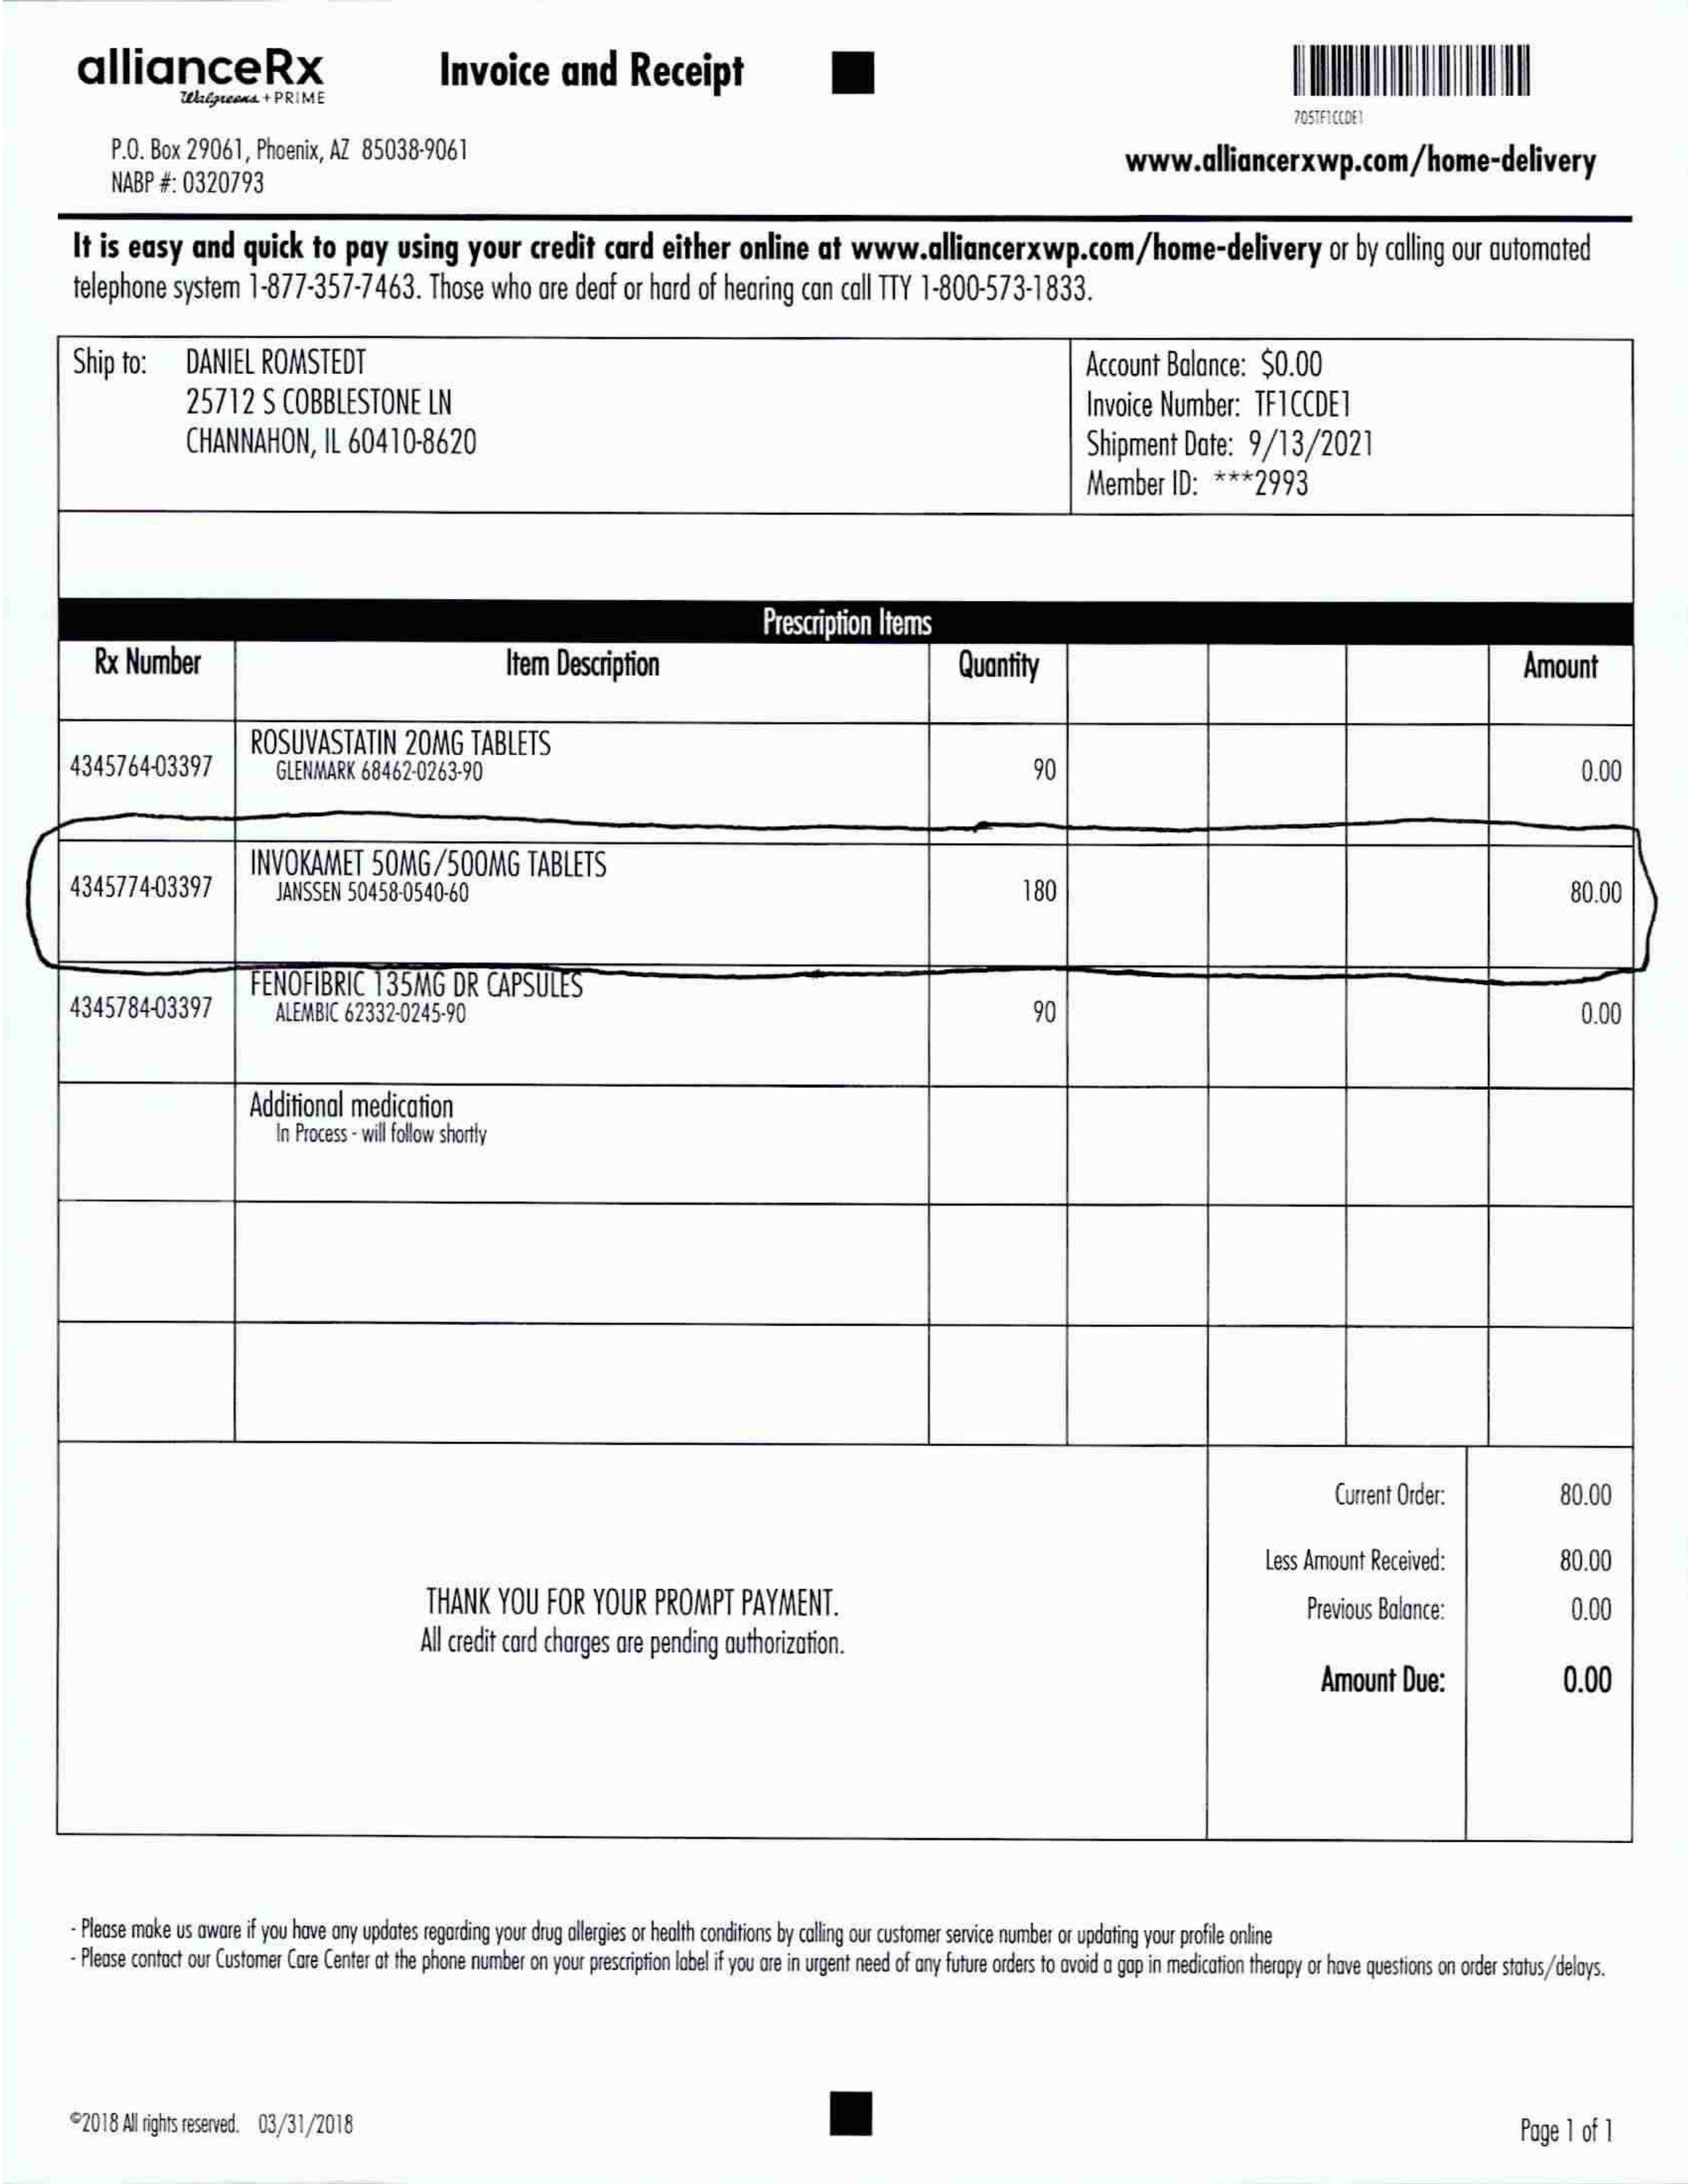 allianceRx
Walgreens + PRIME
Invoice and Receipt
705TF1CCDE1
P.O. Box 29061, Phoenix, AZ 85038-9061
NABP #: 0320793
www.alliancerxwp.com/home-delivery
It is easy and quick to pay using your credit card either online at www.alliancerxwp.com/home-delivery or by calling our automated
telephone system 1-877-357-7463. Those who are deaf or hard of hearing can call TTY 1-800-573-1833.
Ship to: DANIEL ROMSTEDT
25712 S COBBLESTONE LN
CHANNAHON, IL 60410-8620
Account Balance: $0.00
Invoice Number: TF1CCDE1
Shipment Date: 9/13/2021
Member ID: ***2993
Prescription Items
Rx Number Item Description Quantity Amount
4345764-03397 ROSUVASTATIN 20MG TABLETS 90 0.00
GLENMARK 68462-0263-90
4345774-03397 INVOKAMET 50MG/500MG TABLETS 180 80.00
JANSSEN 50458-0540-60
4345784-03397 FENOFIBRIC 135MG DR CAPSULES 90 0.00
ALEMBIC 62332-0245-90
Additional medication
In Process - will follow shortly
Current Order: 80.00
Less Amount Received: 80.00
Previous Balance: 0.00
Amount Due: 0.00
THANK YOU FOR YOUR PROMPT PAYMENT.
All credit card charges are pending authorization.
- Please make us aware if you have any updates regarding your drug allergies or health conditions by calling our customer service number or updating your profile online
- Please contact our Customer Care Center at the phone number on your prescription label if you are in urgent need of any future orders to avoid a gap in medication therapy or have questions on order status/delays.
©2018 All rights reserved. 03/31/2018
Page 1 of 1